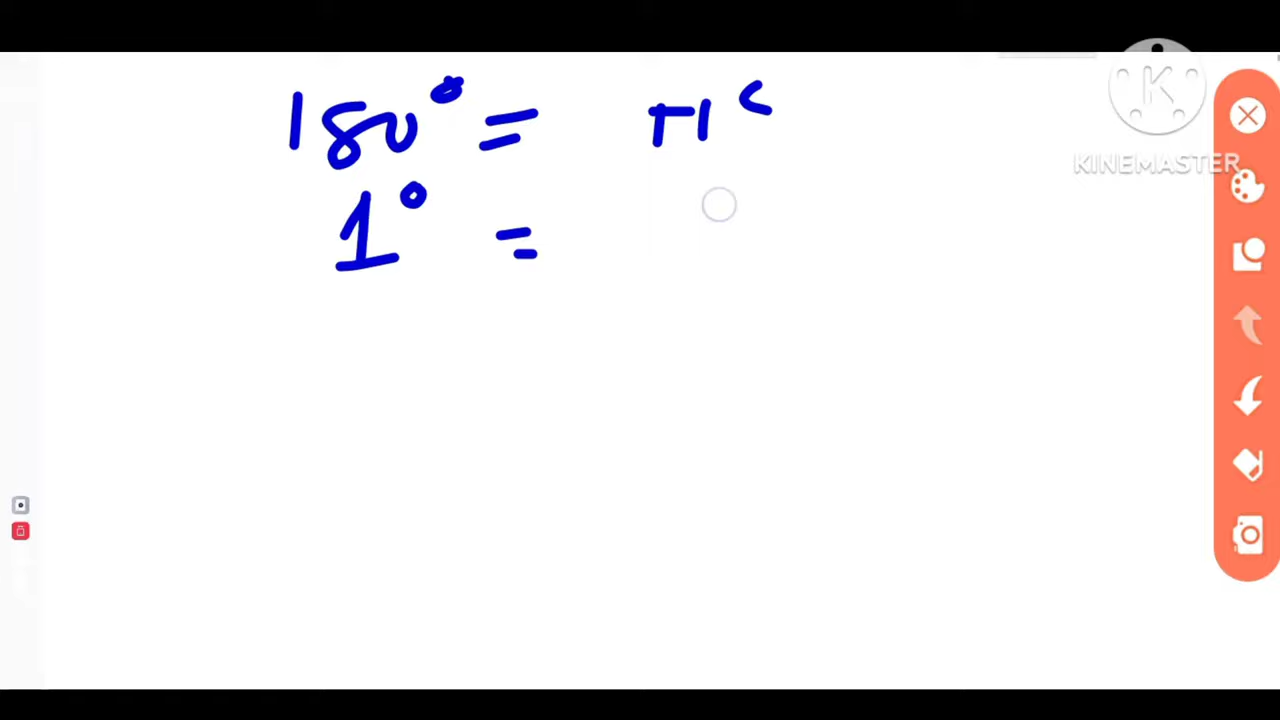 180° = π^c
1° =
KINEMASTER